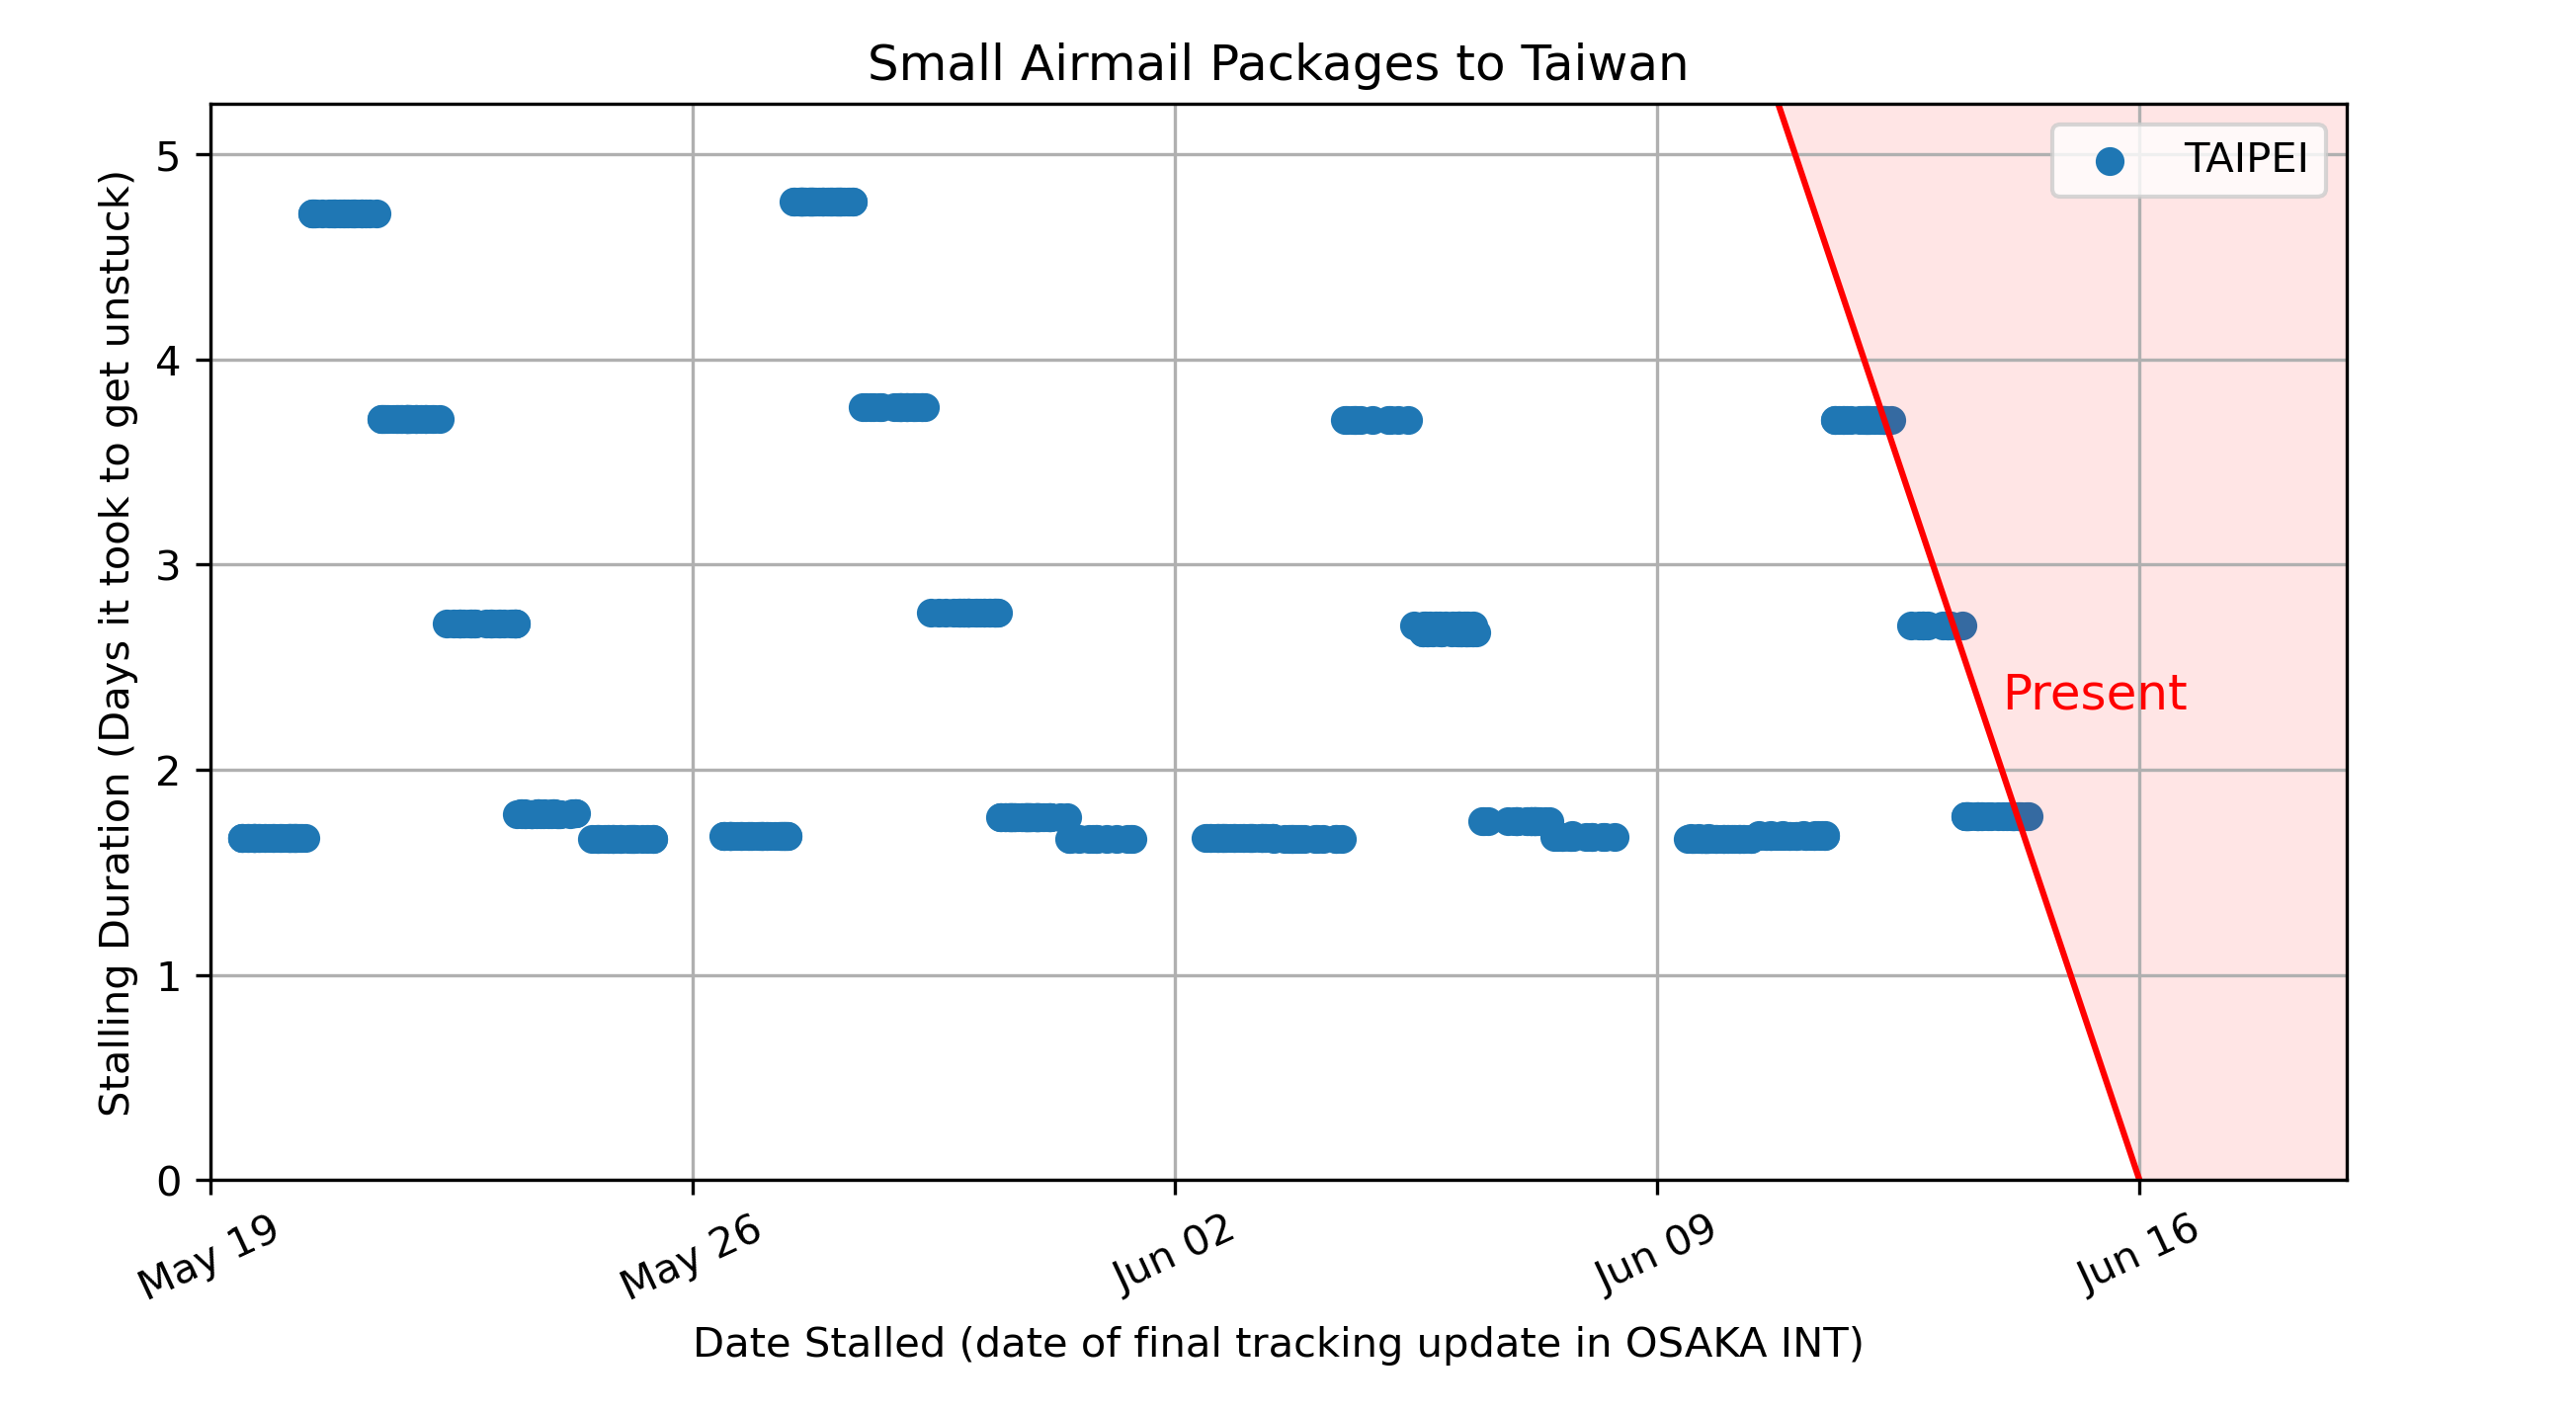 Small Airmail Packages to Taiwan
TAIPEI
Stalling Duration (Days it took to get unstuck)
5
4
3
2
1
0
Present
May 19
May 26
Jun 02
Jun 09
Jun 16
Date Stalled (date of final tracking update in OSAKA INT)